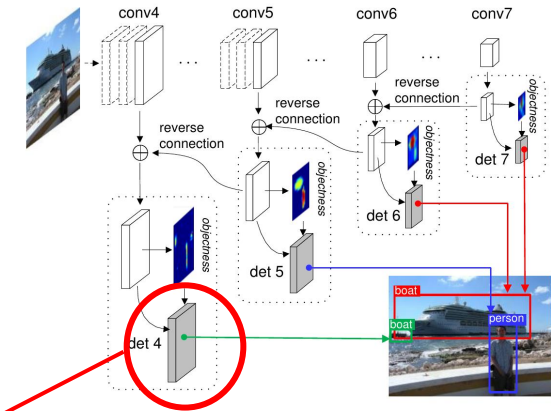 conv4 conv5 conv6 conv7
reverse
connection
reverse
connection
reverse
connection
objectness
det 7
objectness
det 6
objectness
det 5
objectness
det 4
boat
person
boat